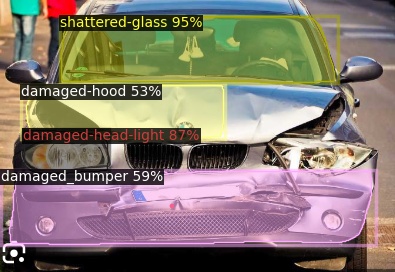 shattered-glass 95%
damaged-hood 53%
damaged-head-light 87%
damaged_bumper 59%